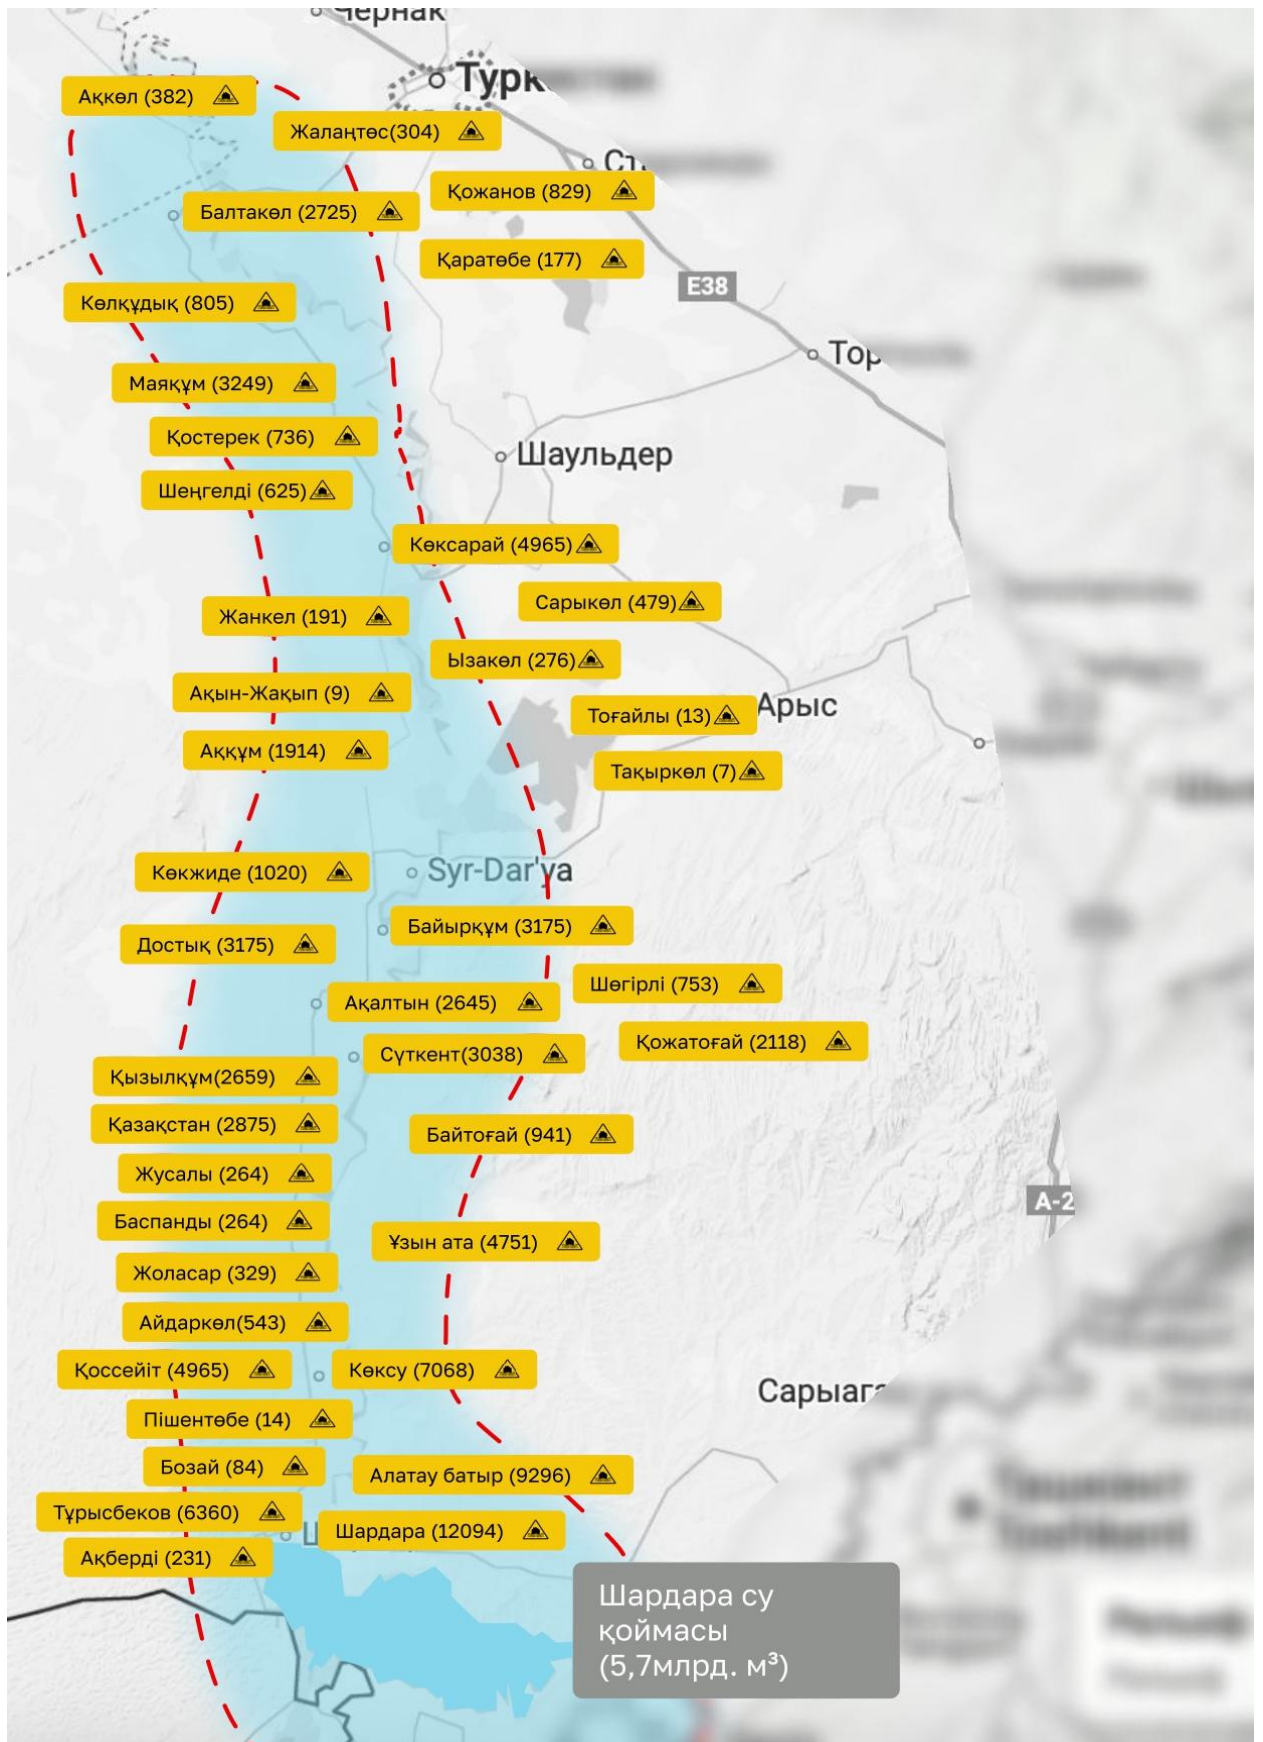 Чернак
Ақкөл (382)
Жалаңтөс(304)
Қожанов (829)
Балтакөл (2725)
Қаратөбе (177)
E38
Көлқұдық (805)
Маяқұм (3249)
Қостерек (736)
Шаульдер
Шеңгелді (625)
Көксарай (4965)
Сарыкөл (479)
Жанкел (191)
Ызакөл (276)
Ақын-Жақып (9)
Тоғайлы (13)
Арыс
Аққұм (1914)
Тақыркөл (7)
Көкжиде (1020)
Syr-Dar'ya
Байырқұм (3175)
Достық (3175)
Шөгірлі (753)
Ақалтын (2645)
Қожатоғай (2118)
Сүткент(3038)
Қызылқұм(2659)
Қазақстан (2875)
Байтоғай (941)
Жусалы (264)
A-2
Баспанды (264)
Ұзын ата (4751)
Жоласар (329)
Айдаркөл(543)
Қоссейіт (4965)
Көксу (7068)
Пішентөбе (14)
Бозай (84)
Алатау батыр (9296)
Тұрысбеков (6360)
Шардара (12094)
Ақберді (231)
Шардара су
қоймасы
(5,7млрд. м³)